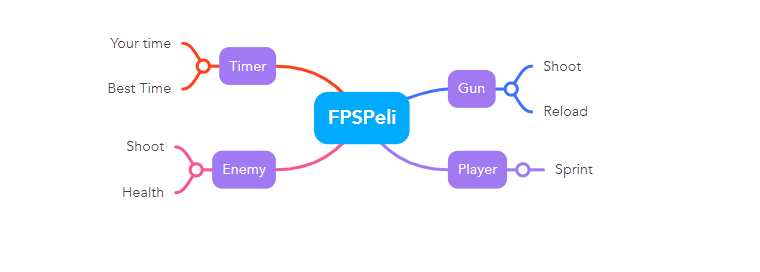 Your time
Timer
Best Time
FPSPeli
Gun
Shoot
Reload
Shoot
Enemy
Health
Player
Sprint